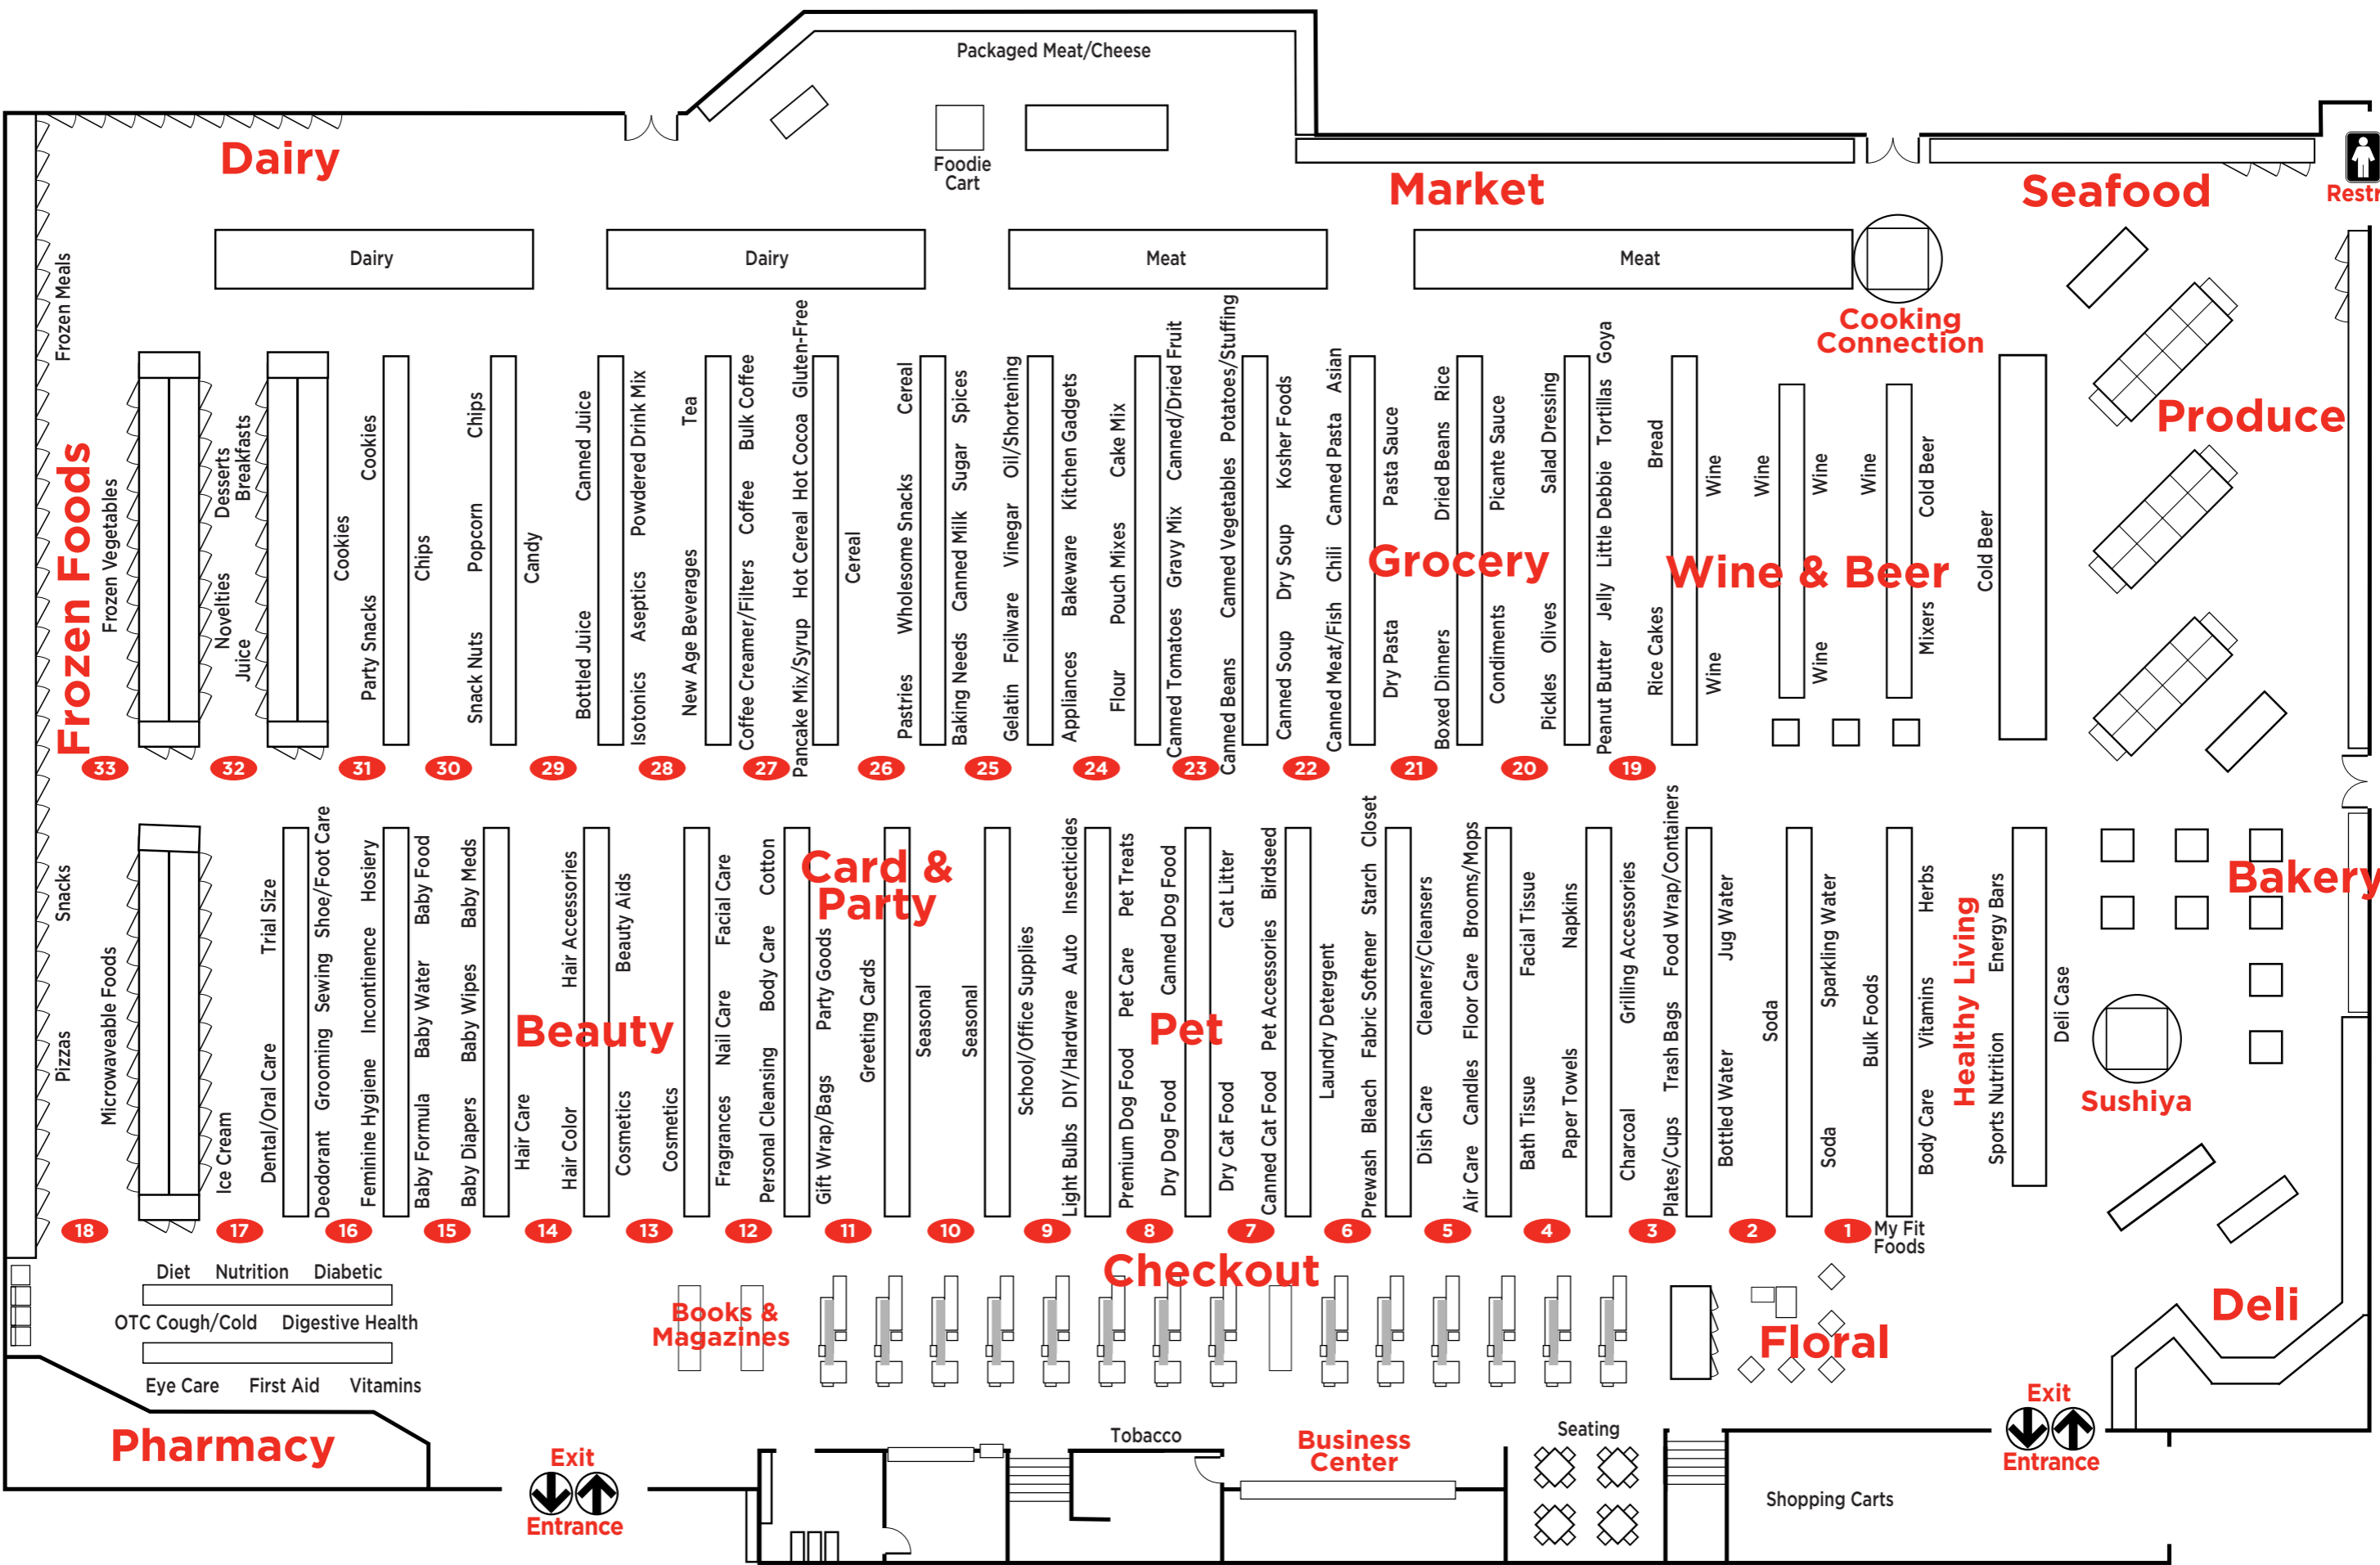 Packaged Meat/Cheese
Foodie
Cart
Dairy
Market
Seafood
Restr
Dairy
Dairy
Meat
Meat
Cooking
Connection
Produce
Frozen Foods
Frozen Meals
Frozen Vegetables
Desserts
Breakfasts
Novelties
Juice
Cookies
Party Snacks Cookies
Chips
Snack Nuts Popcorn Chips
Candy
Bottled Juice Canned Juice
Isotonics Aseptics Powdered Drink Mix
New Age Beverages Tea
Coffee Creamer/Filters Coffee Bulk Coffee
Pancake Mix/Syrup Hot Cereal Hot Cocoa Gluten-Free
Cereal
Pastries Wholesome Snacks Cereal
Baking Needs Canned Milk Sugar Spices
Gelatin Foilware Vinegar Oil/Shortening
Appliances Bakeware Kitchen Gadgets
Flour Pouch Mixes Cake Mix
Canned Tomatoes Gravy Mix Canned/Dried Fruit
Canned Beans Canned Vegetables Potatoes/Stuffing
Canned Soup Dry Soup Kosher Foods
Canned Meat/Fish Chili Canned Pasta Asian
Dry Pasta Pasta Sauce
Grocery
Boxed Dinners Dried Beans Rice
Condiments Picante Sauce
Pickles Olives Salad Dressing
Peanut Butter Jelly Little Debbie Tortillas Goya
Rice Cakes Bread
Wine & Beer
Wine Wine
Wine
Wine Wine
Wine
Mixers Cold Beer
Cold Beer
33 32 31 30 29 28 27 26 25 24 23 22 21 20 19
Snacks
Pizzas
Microwaveable Foods
Ice Cream
Dental/Oral Care Trial Size
Deodorant Grooming Sewing Shoe/Foot Care
Feminine Hygiene Incontinence Hosiery
Baby Formula Baby Water Baby Food
Baby Diapers Baby Wipes Baby Meds
Hair Care
Beauty
Hair Color Hair Accessories
Cosmetics Beauty Aids
Cosmetics
Fragrances Nail Care Facial Care
Personal Cleansing Body Care Cotton
Card &
Party
Gift Wrap/Bags Party Goods
Greeting Cards
Seasonal
Seasonal
School/Office Supplies
Light Bulbs DIY/Hardwrae Auto Insecticides
Premium Dog Food Pet Care Pet Treats
Pet
Dry Dog Food Canned Dog Food
Dry Cat Food Cat Litter
Canned Cat Food Pet Accessories Birdseed
Laundry Detergent
Prewash Bleach Fabric Softener Starch Closet
Dish Care Cleaners/Cleansers
Air Care Candles Floor Care Brooms/Mops
Bath Tissue Facial Tissue
Paper Towels Napkins
Charcoal Grilling Accessories
Plates/Cups Trash Bags Food Wrap/Containers
Bottled Water Jug Water
Soda
Soda Sparkling Water
Bulk Foods
Body Care Vitamins Herbs
Healthy Living
Sports Nutrition Energy Bars
Deli Case
Bakery
Sushiya
18 17 16 15 14 13 12 11 10 9 8 7 6 5 4 3 2 1
My Fit
Foods
Diet Nutrition Diabetic
OTC Cough/Cold Digestive Health
Eye Care First Aid Vitamins
Pharmacy
Books &
Magazines
Checkout
Floral
Deli
Exit
Entrance
Tobacco
Business
Center
Seating
Shopping Carts
Exit
Entrance